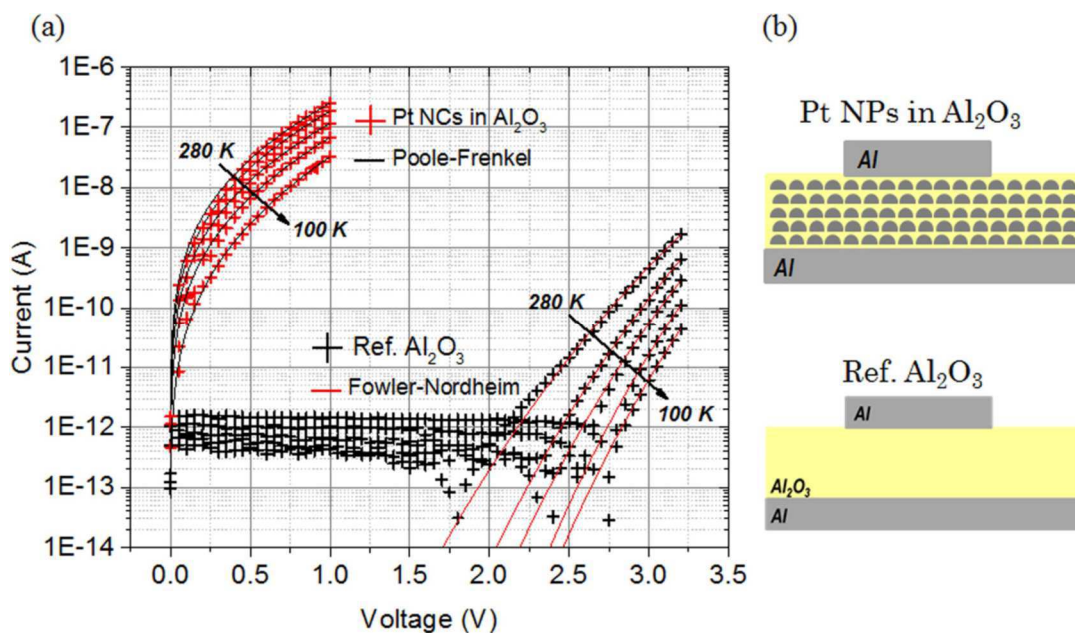 (a)
1E-6
1E-7
1E-8
1E-9
1E-10
1E-11
1E-12
1E-13
1E-14
Current (A)
Pt NCs in Al₂O₃
Poole-Frenkel
280 K
100 K
Ref. Al₂O₃
Fowler-Nordheim
280 K
100 K
0.0 0.5 1.0 1.5 2.0 2.5 3.0 3.5
Voltage (V)
(b)
Pt NPs in Al₂O₃
Al
Al
Ref. Al₂O₃
Al
Al₂O₃
Al